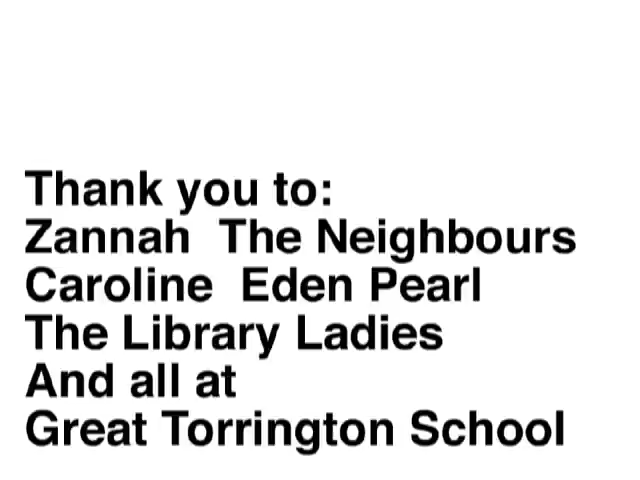 Thank you to:
Zannah  The Neighbours
Caroline  Eden Pearl
The Library Ladies
And all at
Great Torrington School